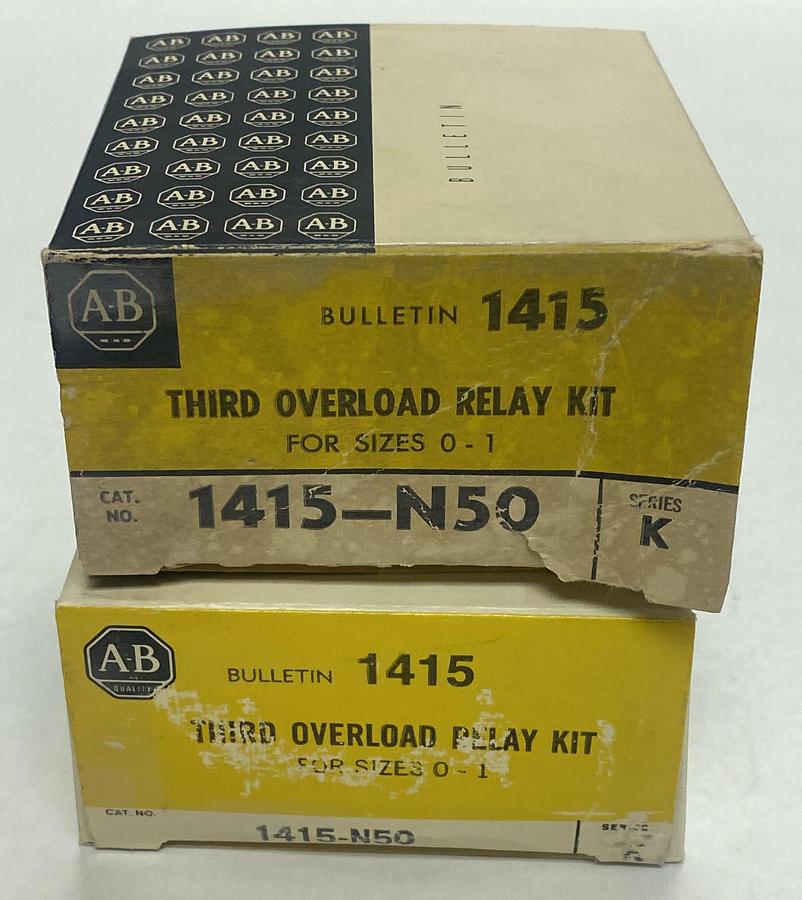 A-B A-B A-B A-B
A-B A-B A-B A-B
A-B A-B A-B A-B
A-B A-B A-B A-B
A-B A-B A-B A-B
A-B A-B A-B A-B
A-B A-B A-B A-B
A-B A-B A-B A-B
A-B A-B A-B A-B
BULLETIN
A-B
BULLETIN 1415
THIRD OVERLOAD RELAY KIT
FOR SIZES 0 - 1
CAT. NO.
1415-N50
SERIES
K
A-B
QUALITY
BULLETIN 1415
THIRD OVERLOAD RELAY KIT
FOR SIZES 0 - 1
CAT. NO.
1415-N50